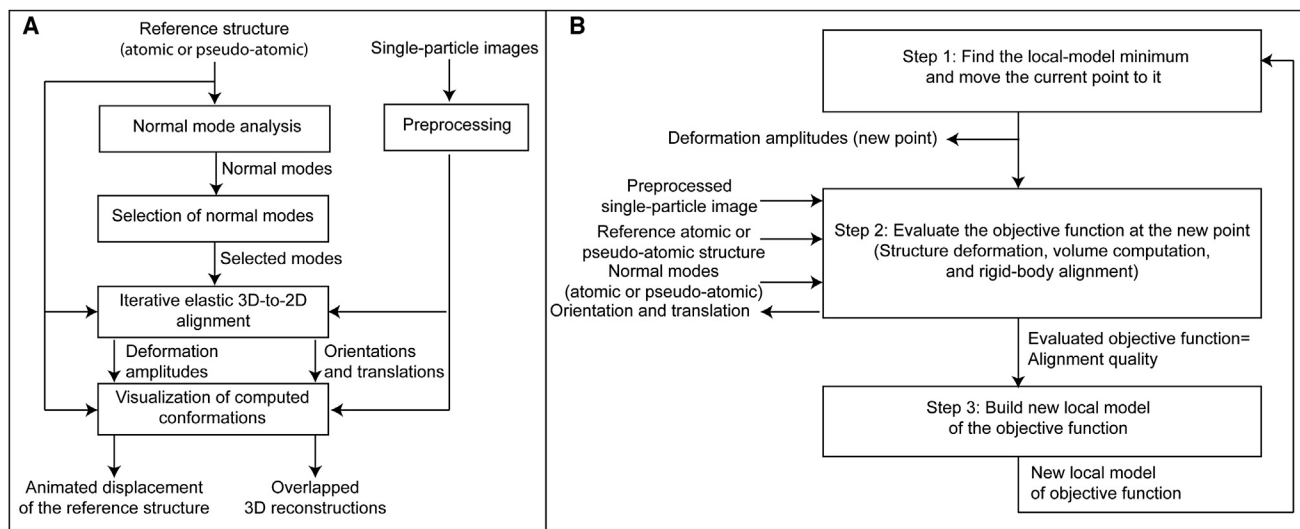 A
Reference structure
(atomic or pseudo-atomic)
Single-particle images
Normal mode analysis
Preprocessing
Normal modes
Selection of normal modes
Selected modes
Iterative elastic 3D-to-2D
alignment
Deformation
amplitudes
Orientations
and translations
Visualization of computed
conformations
Animated displacement
of the reference structure
Overlapped
3D reconstructions
B
Step 1: Find the local-model minimum
and move the current point to it
Deformation amplitudes (new point)
Preprocessed
single-particle image
Reference atomic or
pseudo-atomic structure
Normal modes
(atomic or pseudo-atomic)
Orientation and translation
Step 2: Evaluate the objective function at the new point
(Structure deformation, volume computation,
and rigid-body alignment)
Evaluated objective function=
Alignment quality
Step 3: Build new local model
of the objective function
New local model
of objective function